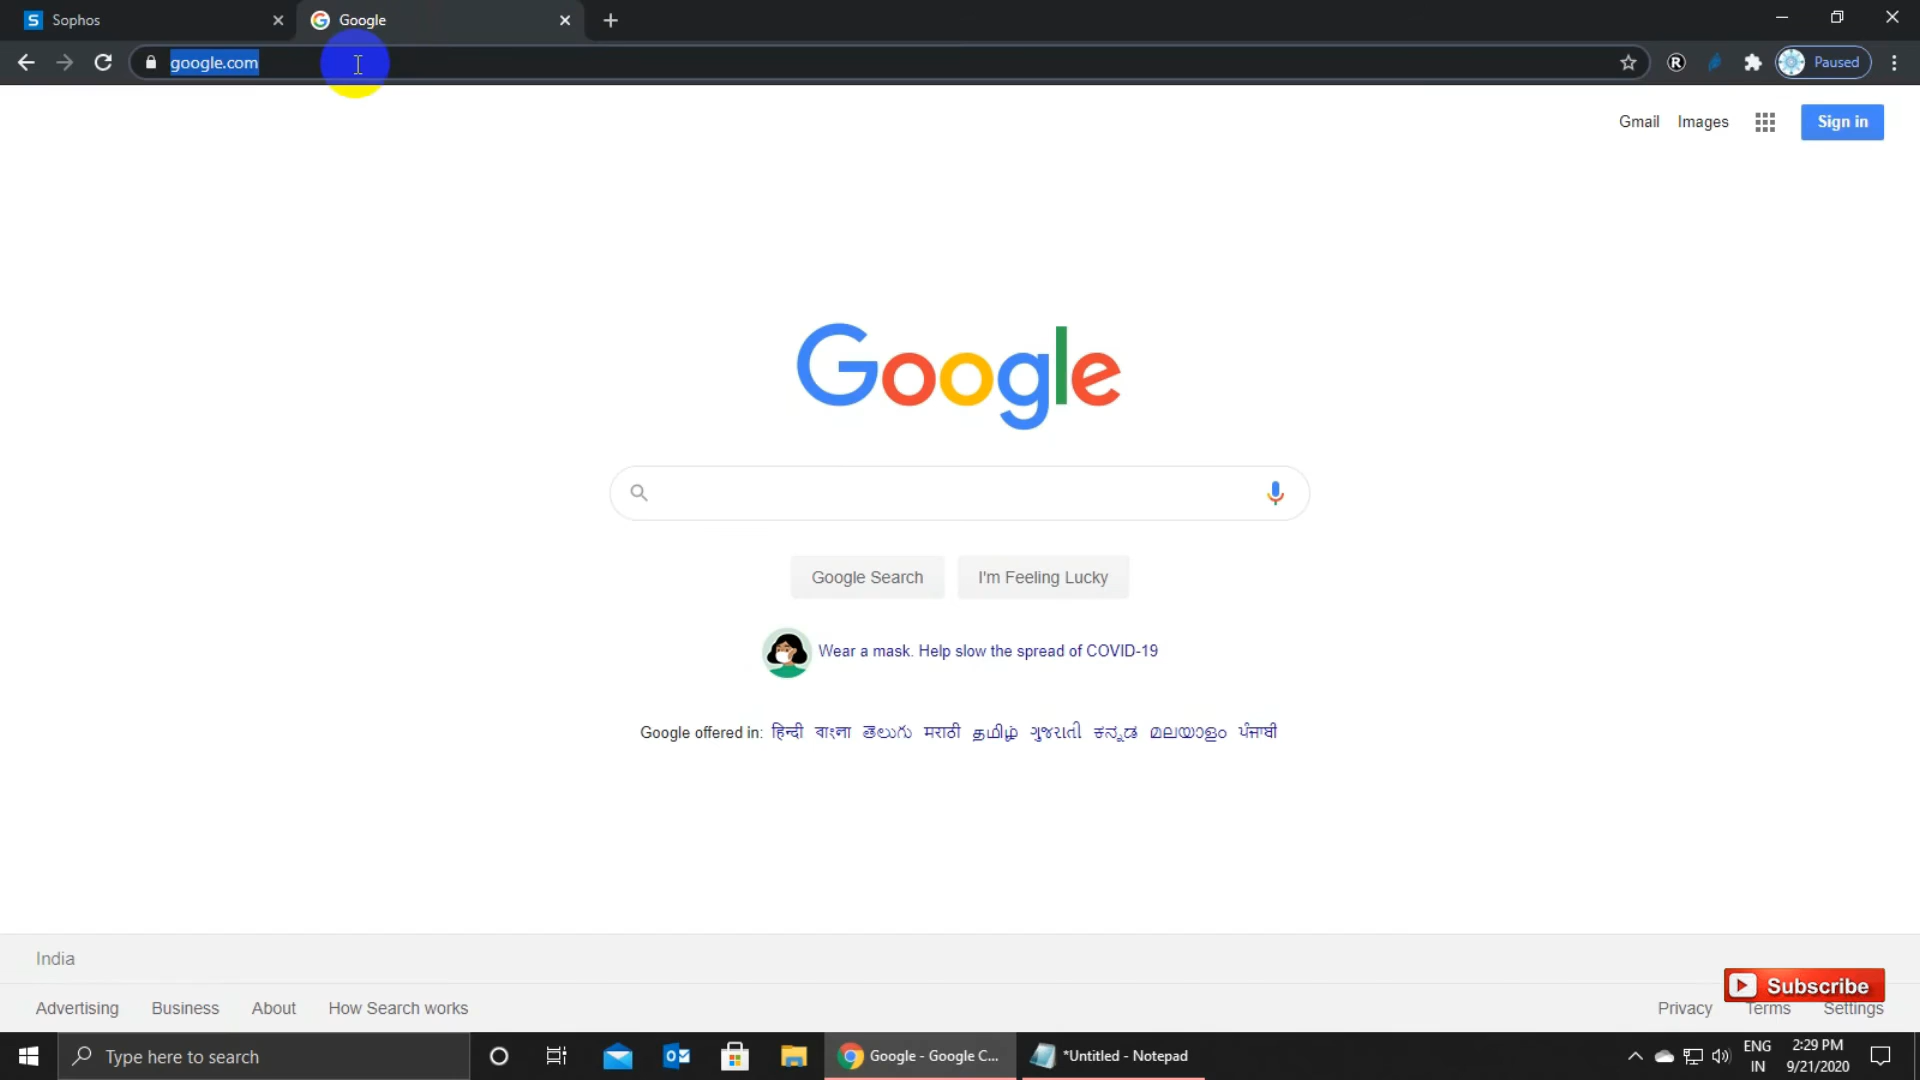 Sophos
Google
google.com
Paused
Gmail Images Sign in
Google
Google Search I'm Feeling Lucky
Wear a mask. Help slow the spread of COVID-19
Google offered in: हिन्दी বাংলা తెలుగు मराठी தமிழ் ગુજરાતી ಕನ್ನಡ മലയാളം ਪੰਜਾਬੀ
India
Subscribe
Advertising Business About How Search works Privacy Terms Settings
Type here to search
Google - Google C...
*Untitled - Notepad
ENG
IN
2:29 PM
9/21/2020